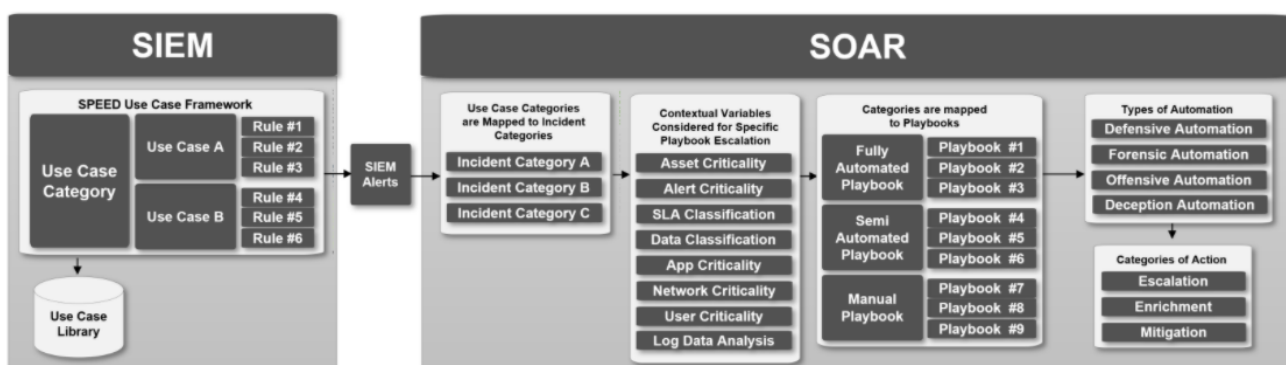 SIEM
SPEED Use Case Framework
Use Case
Category
Use Case A
Rule #1
Rule #2
Rule #3
Use Case B
Rule #4
Rule #5
Rule #6
Use Case
Library
SIEM
Alerts
SOAR
Use Case Categories
are Mapped to Incident
Categories
Incident Category A
Incident Category B
Incident Category C
Contextual Variables
Considered for Specific
Playbook Escalation
Asset Criticality
Alert Criticality
SLA Classification
Data Classification
App Criticality
Network Criticality
User Criticality
Log Data Analysis
Categories are mapped
to Playbooks
Fully
Automated
Playbook
Playbook #1
Playbook #2
Playbook #3
Semi
Automated
Playbook
Playbook #4
Playbook #5
Playbook #6
Manual
Playbook
Playbook #7
Playbook #8
Playbook #9
Types of Automation
Defensive Automation
Forensic Automation
Offensive Automation
Deception Automation
Categories of Action
Escalation
Enrichment
Mitigation